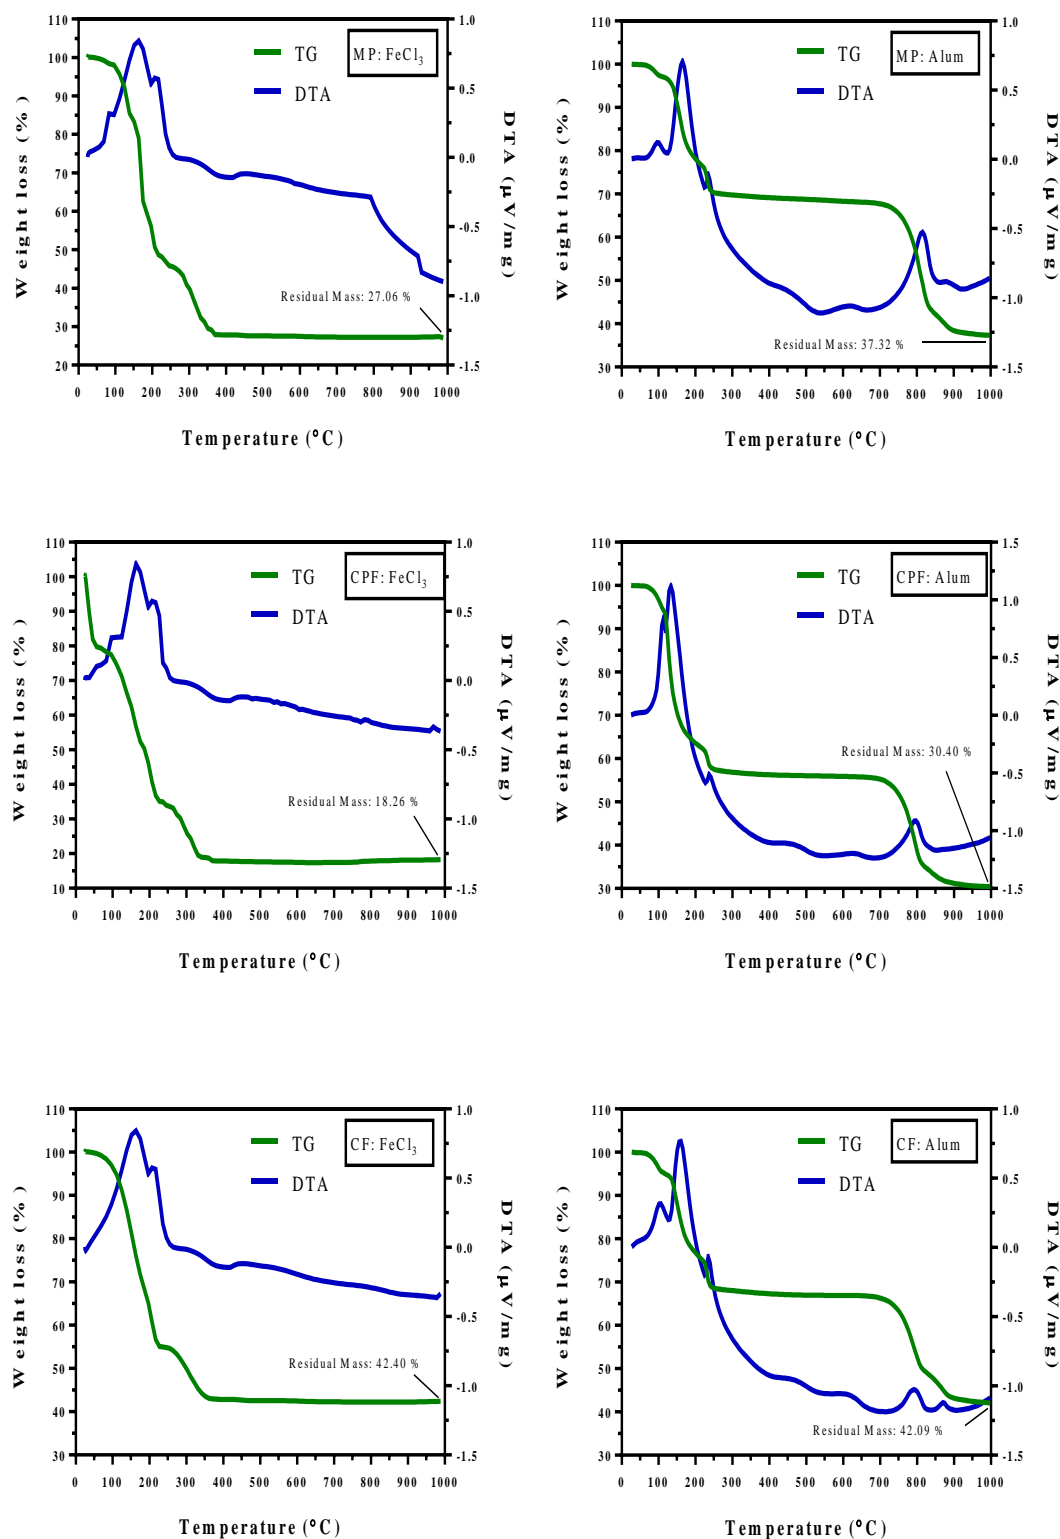 110
100
90
80
70
60
50
40
30
20
Weight loss (%)
TG
DTA
MP: FeCl₃
1.0
0.5
0.0
-0.5
-1.0
-1.5
DTA (µV/mg)
Residual Mass: 27.06 %
0 100 200 300 400 500 600 700 800 900 1000
Temperature (°C)
110
100
90
80
70
60
50
40
30
Weight loss (%)
TG
DTA
MP: Alum
1.0
0.5
0.0
-0.5
-1.0
-1.5
DTA (µV/mg)
Residual Mass: 37.32 %
0 100 200 300 400 500 600 700 800 900 1000
Temperature (°C)
110
100
90
80
70
60
50
40
30
20
10
Weight loss (%)
TG
DTA
CPF: FeCl₃
1.0
0.5
0.0
-0.5
-1.0
-1.5
DTA (µV/mg)
Residual Mass: 18.26 %
0 100 200 300 400 500 600 700 800 900 1000
Temperature (°C)
110
100
90
80
70
60
50
40
30
Weight loss (%)
TG
DTA
CPF: Alum
1.5
1.0
0.5
0.0
-0.5
-1.0
-1.5
DTA (µV/mg)
Residual Mass: 30.40 %
0 100 200 300 400 500 600 700 800 900 1000
Temperature (°C)
110
100
90
80
70
60
50
40
30
Weight loss (%)
TG
DTA
CF: FeCl₃
1.0
0.5
0.0
-0.5
-1.0
-1.5
DTA (µV/mg)
Residual Mass: 42.40 %
0 100 200 300 400 500 600 700 800 900 1000
Temperature (°C)
110
100
90
80
70
60
50
40
30
Weight loss (%)
TG
DTA
CF: Alum
1.0
0.5
0.0
-0.5
-1.0
-1.5
DTA (µV/mg)
Residual Mass: 42.09 %
0 100 200 300 400 500 600 700 800 900 1000
Temperature (°C)